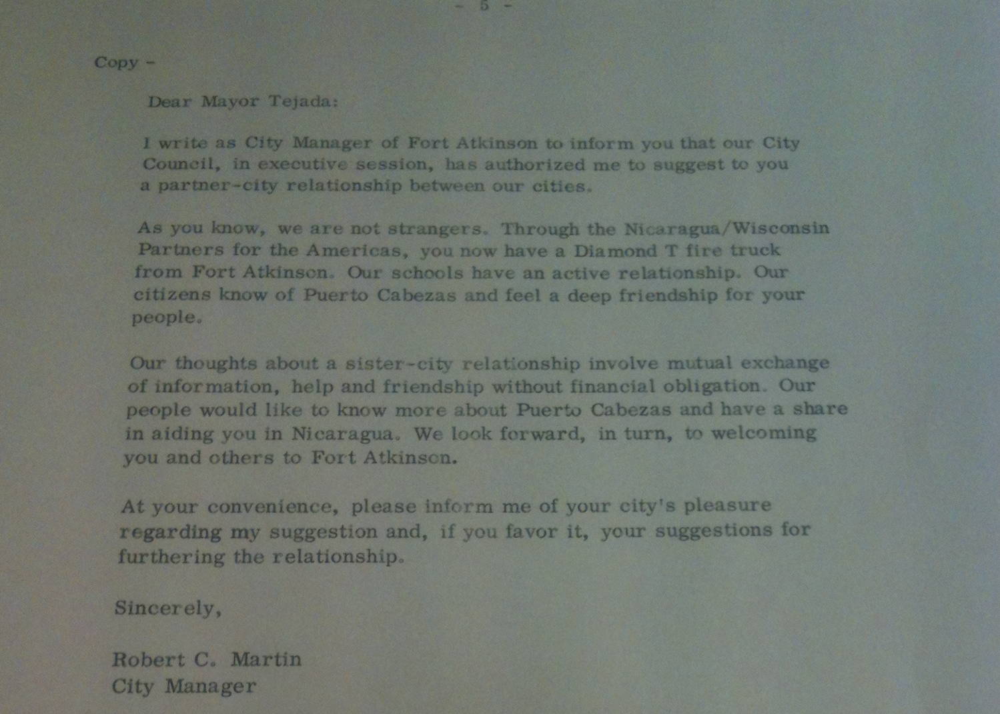 - 5 -
Copy -
Dear Mayor Tejada:
I write as City Manager of Fort Atkinson to inform you that our City
Council, in executive session, has authorized me to suggest to you
a partner-city relationship between our cities.
As you know, we are not strangers. Through the Nicaragua/Wisconsin
Partners for the Americas, you now have a Diamond T fire truck
from Fort Atkinson. Our schools have an active relationship. Our
citizens know of Puerto Cabezas and feel a deep friendship for your
people.
Our thoughts about a sister-city relationship involve mutual exchange
of information, help and friendship without financial obligation. Our
people would like to know more about Puerto Cabezas and have a share
in aiding you in Nicaragua. We look forward, in turn, to welcoming
you and others to Fort Atkinson.
At your convenience, please inform me of your city's pleasure
regarding my suggestion and, if you favor it, your suggestions for
furthering the relationship.
Sincerely,
Robert C. Martin
City Manager